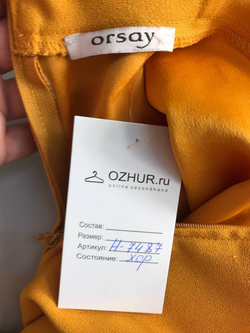 orsay
OZHUR.ru
online secondhand
Состав:
Размер:
Артикул: Н-7487
Состояние: хор